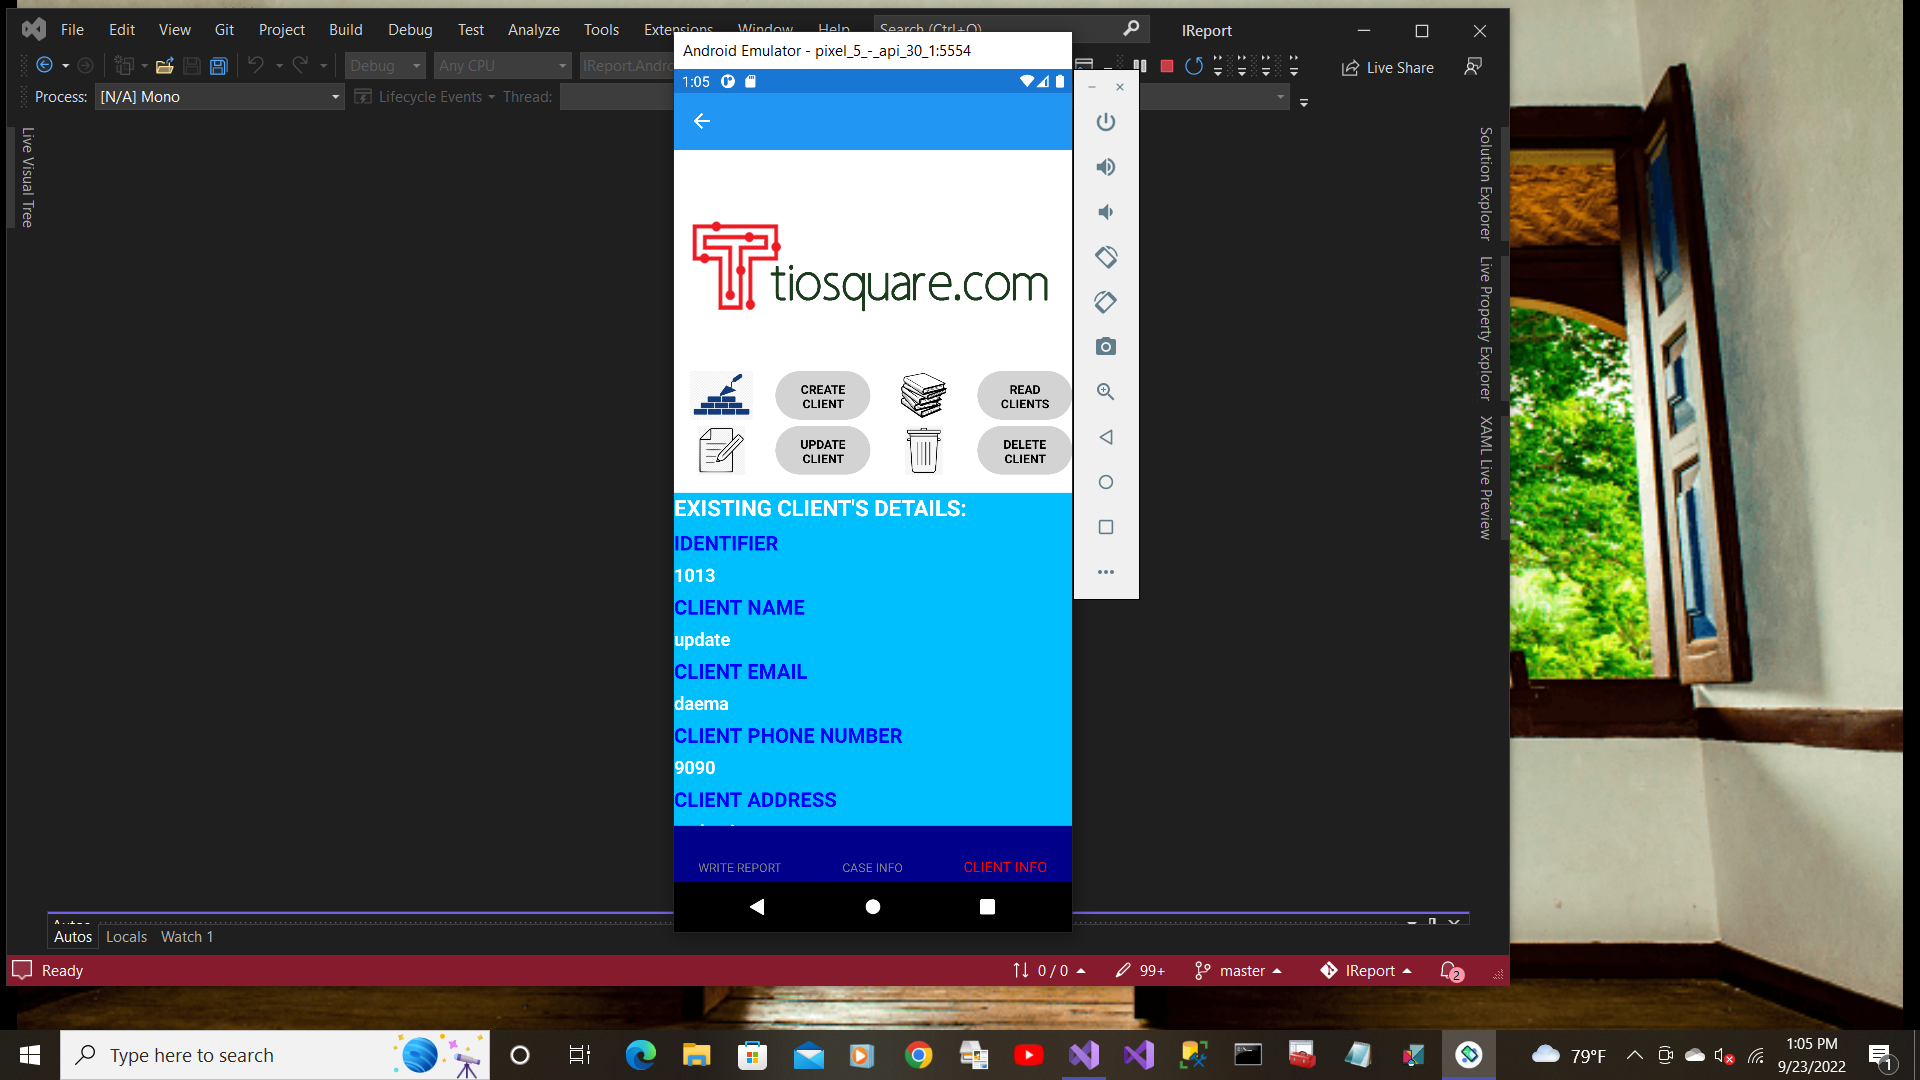 File Edit View Git Project Build Debug Test Analyze Tools Extensions Window Help Search (Ctrl+Q) IReport
Android Emulator - pixel_5_-_api_30_1:5554
Debug Any CPU IReport.Andro
Live Share
Process: [N/A] Mono Lifecycle Events Thread:
1:05
Live Visual Tree
Solution Explorer
Live Property Explorer
XAML Live Preview
tiosquare.com
CREATE CLIENT
READ CLIENTS
UPDATE CLIENT
DELETE CLIENT
EXISTING CLIENT'S DETAILS:
IDENTIFIER
1013
CLIENT NAME
update
CLIENT EMAIL
daema
CLIENT PHONE NUMBER
9090
CLIENT ADDRESS
WRITE REPORT CASE INFO CLIENT INFO
Autos
Autos Locals Watch 1
Ready 0 / 0 99+ master IReport 2
Type here to search 79°F 1:05 PM
9/23/2022 1